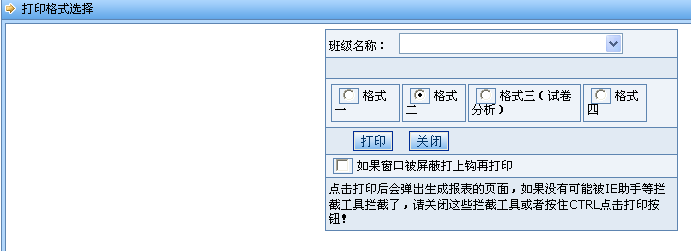 打印格式选择
班级名称：
格式一 格式二 格式三（试卷分析） 格式四
打印 关闭
如果窗口被屏蔽打上钩再打印
点击打印后会弹出生成报表的页面，如果没有可能被IE助手等拦
截工具拦截了，请关闭这些拦截工具或者按住CTRL点击打印按
钮！